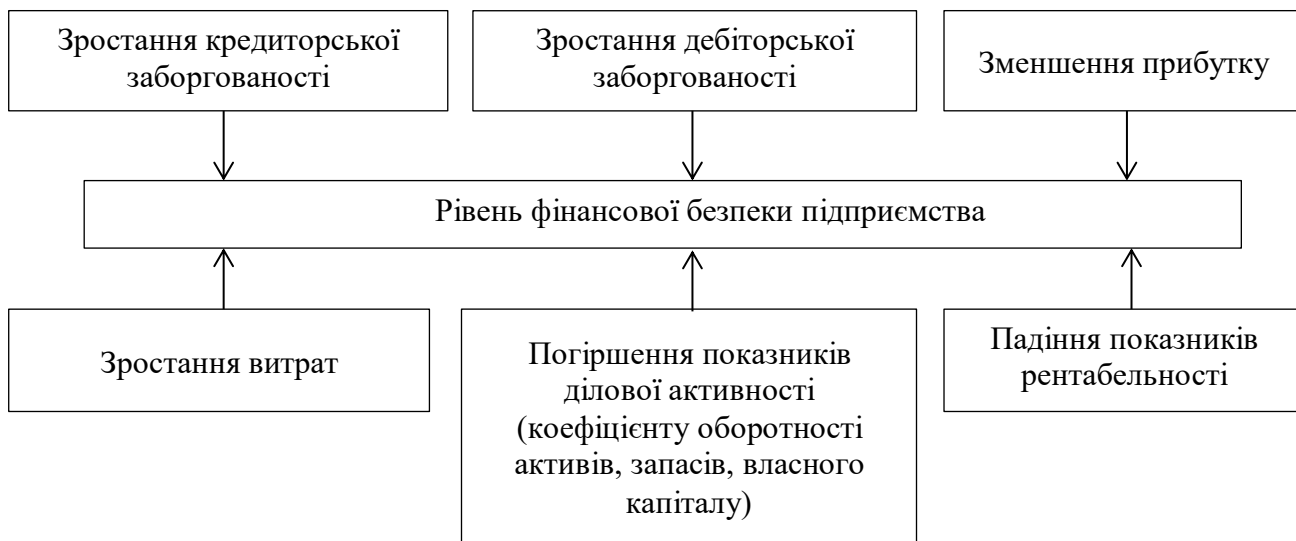 Зростання кредиторської
заборгованості
Зростання дебіторської
заборгованості
Зменшення прибутку
Рівень фінансової безпеки підприємства
Зростання витрат
Погіршення показників
ділової активності
(коефіцієнту оборотності
активів, запасів, власного
капіталу)
Падіння показників
рентабельності